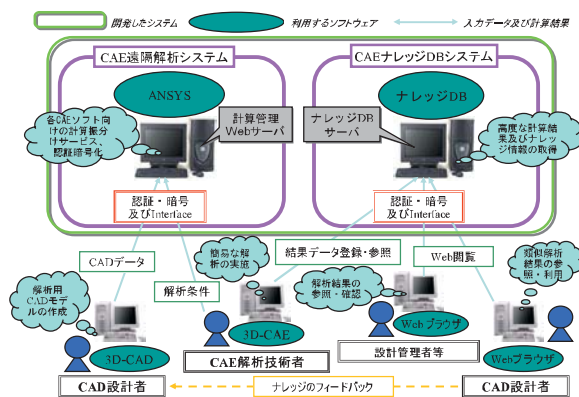 開発したシステム
利用するソフトウェア
入力データ及び計算結果
CAE遠隔解析システム
CAEナレッジDBシステム
ANSYS
ナレッジDB
各CAEソフト向
けの計算振分
けサービス、
認証暗号化
計算管理
Webサーバ
ナレッジDB
サーバ
高度な計算結
果及びナレッ
ジ情報の取得
認証・暗号
及びInterface
認証・暗号
及びInterface
CADデータ
簡易な解
析の実施
結果データ登録・参照
Web閲覧
類似解析
結果の参
照・利用
解析用
CADモデ
ルの作成
解析条件
解析結果の
参照・確認
3D-CAD
3D-CAE
Webブラウザ
Webブラウザ
CAE解析技術者
設計管理者等
CAD設計者
ナレッジのフィードバック
CAD設計者